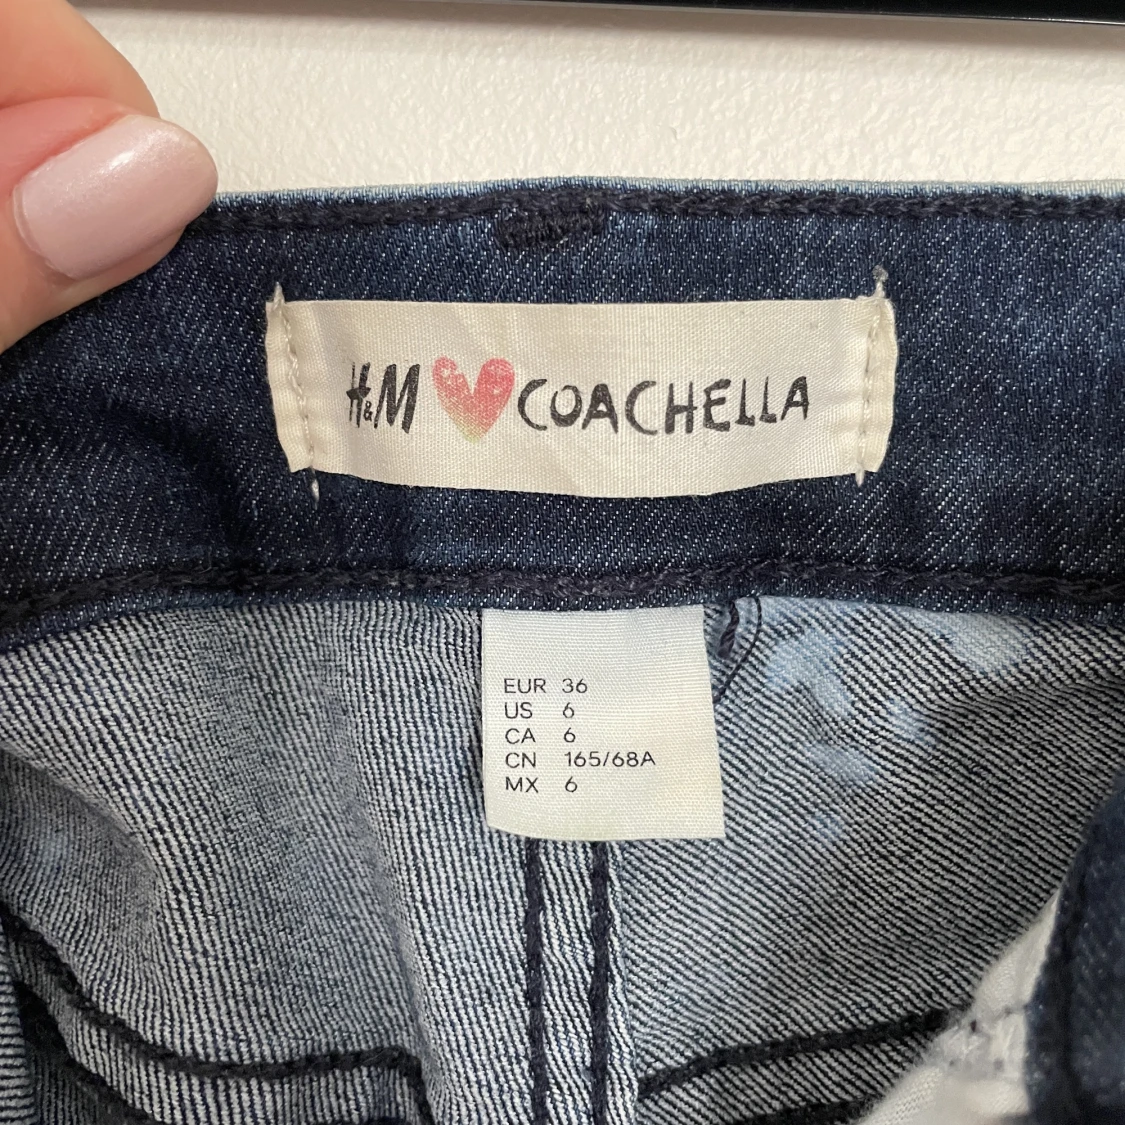 H&M COACHELLA
EUR 36
US 6
CA 6
CN 165/68A
MX 6